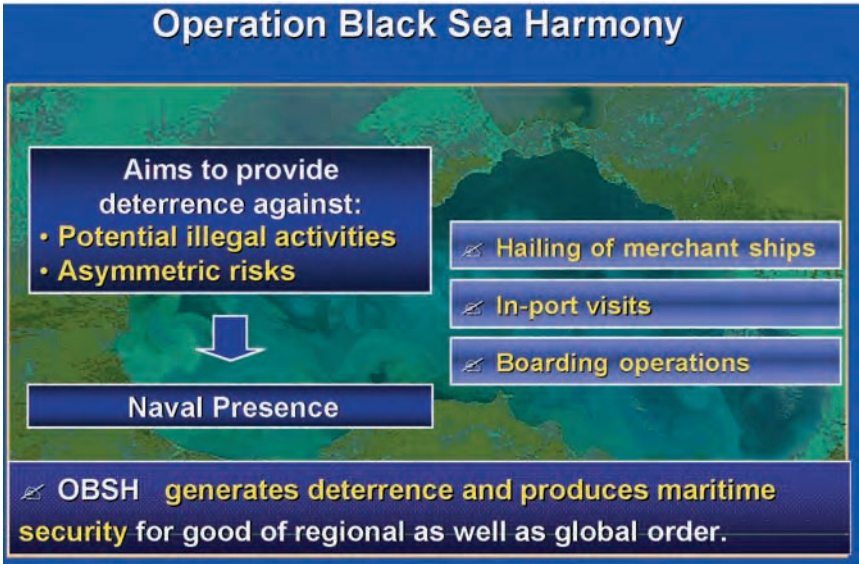 Operation Black Sea Harmony
Aims to provide
deterrence against:
• Potential illegal activities
• Asymmetric risks
Naval Presence
Hailing of merchant ships
In-port visits
Boarding operations
OBSH generates deterrence and produces maritime
security for good of regional as well as global order.